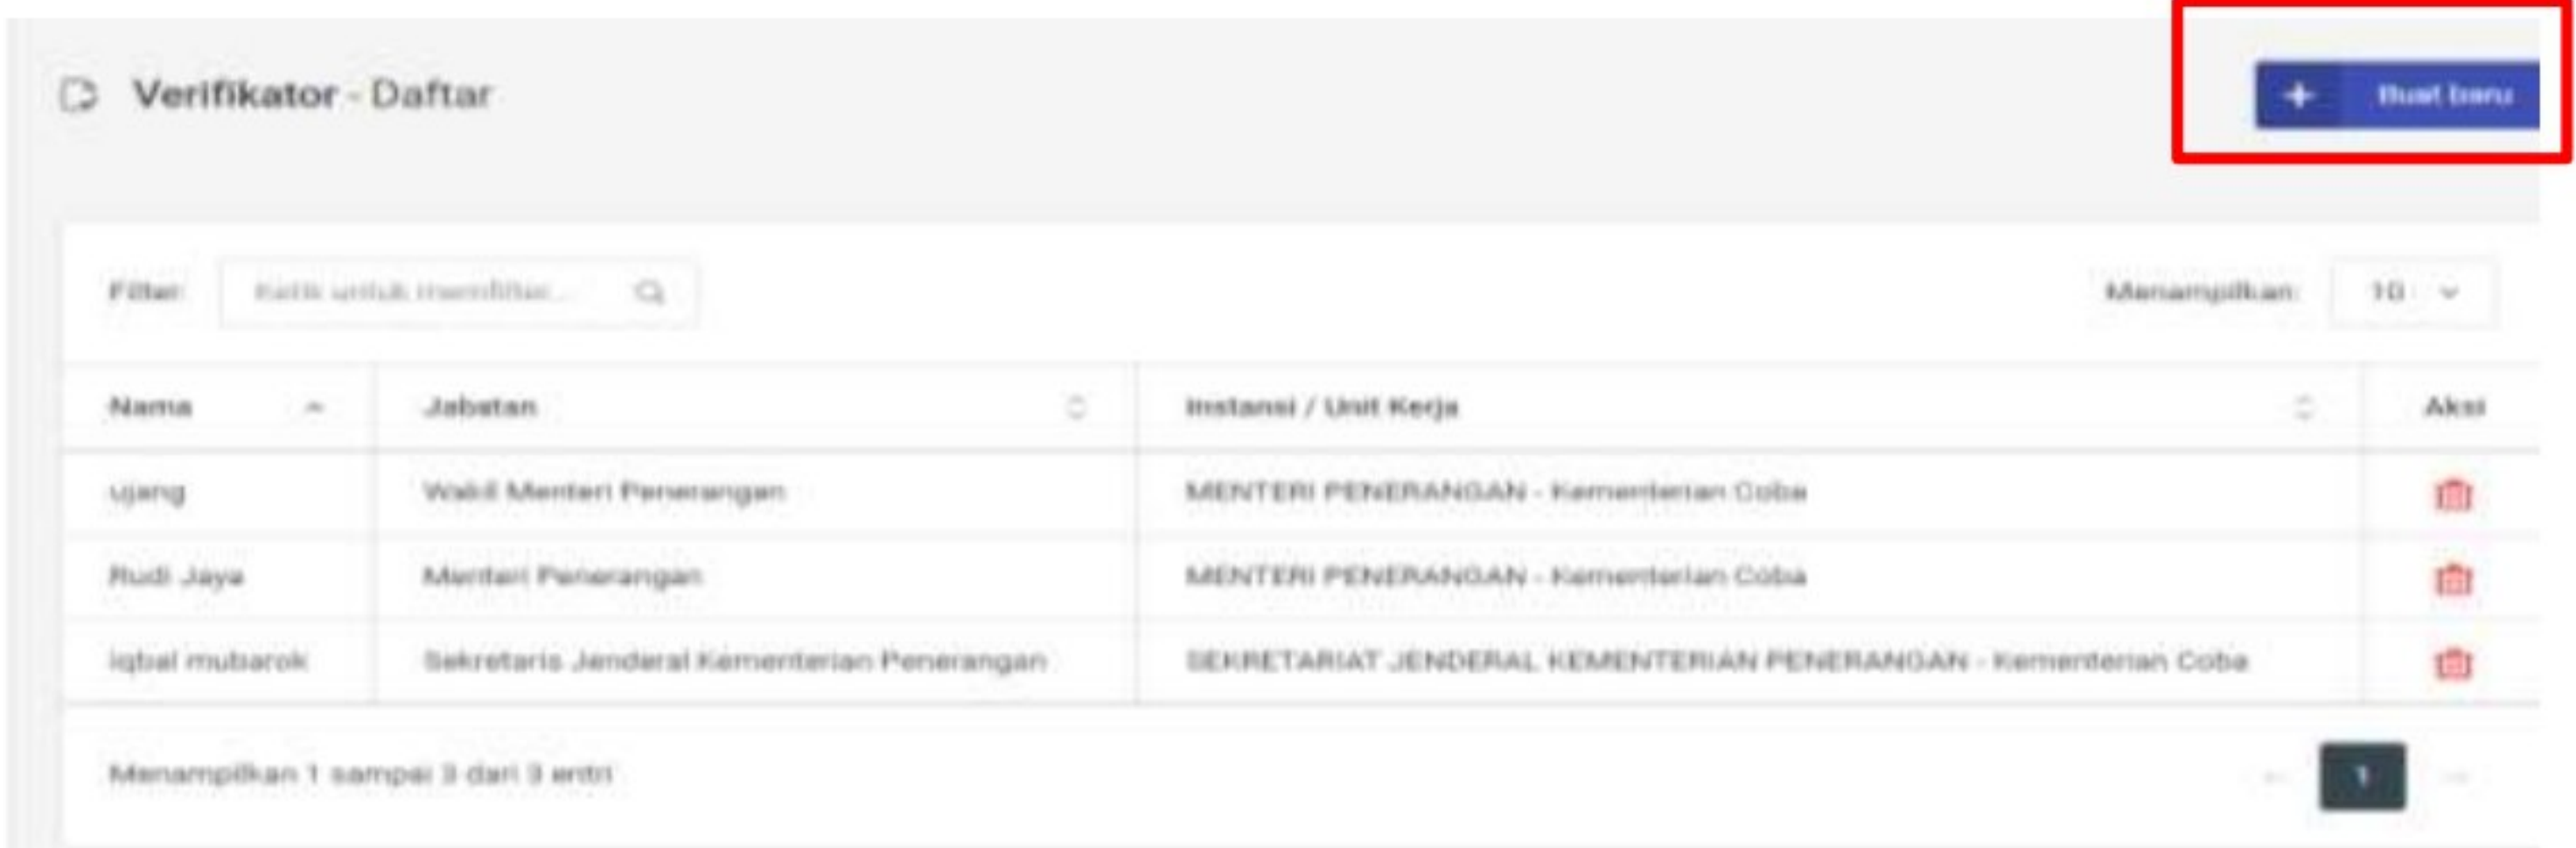 Verifikator - Daftar
+ Buat baru
Filter: Ketik untuk memfilter...
Menampilkan: 10
Nama Jabatan Instansi / Unit Kerja Aksi
ujang Wakil Menteri Penerangan MENTERI PENERANGAN - Kementerian Coba
Rudi Jaya Menteri Penerangan MENTERI PENERANGAN - Kementerian Coba
iqbal mubarok Sekretaris Jenderal Kementerian Penerangan SEKRETARIAT JENDERAL KEMENTERIAN PENERANGAN - Kementerian Coba
Menampilkan 1 sampai 3 dari 3 entri
← 1 →